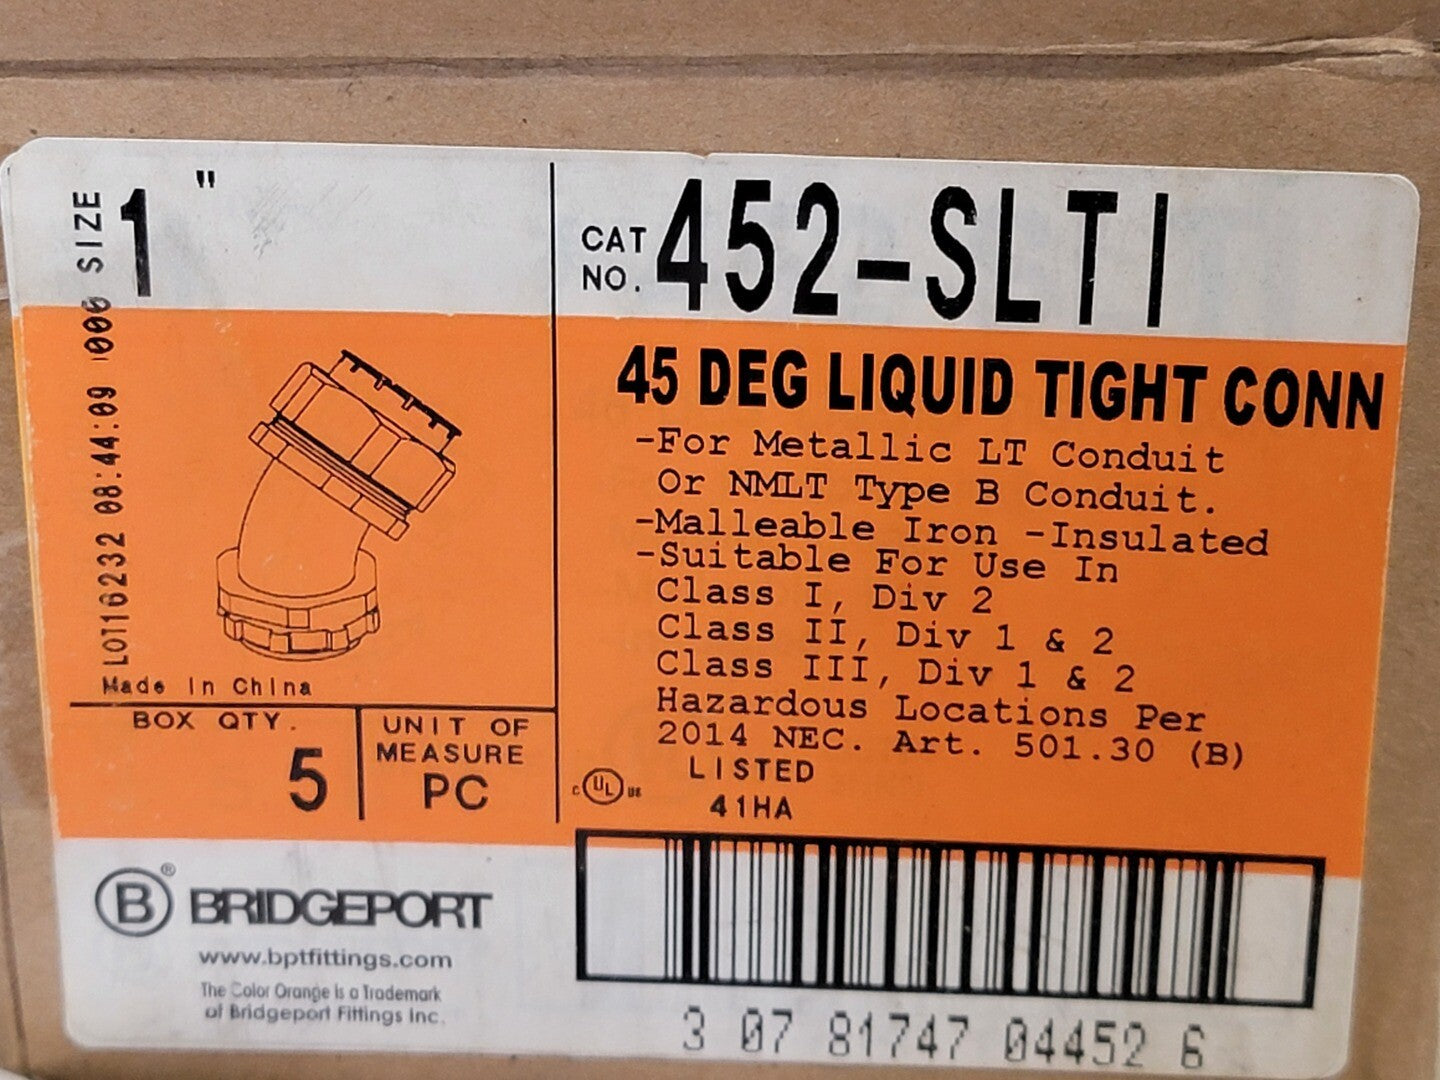 SIZE 1"
CAT NO. 452-SLTI
LOT116232 08:44:09 1006
45 DEG LIQUID TIGHT CONN
-For Metallic LT Conduit
Or NMLT Type B Conduit.
-Malleable Iron -Insulated
-Suitable For Use In
Class I, Div 2
Class II, Div 1 & 2
Class III, Div 1 & 2
Hazardous Locations Per
2014 NEC. Art. 501.30 (B)
LISTED
C UL US
41HA
Made In China
BOX QTY.
5
UNIT OF
MEASURE
PC
B® BRIDGEPORT
www.bptfittings.com
The Color Orange Is a Trademark
of Bridgeport Fittings Inc.
3 07 81747 04452 6